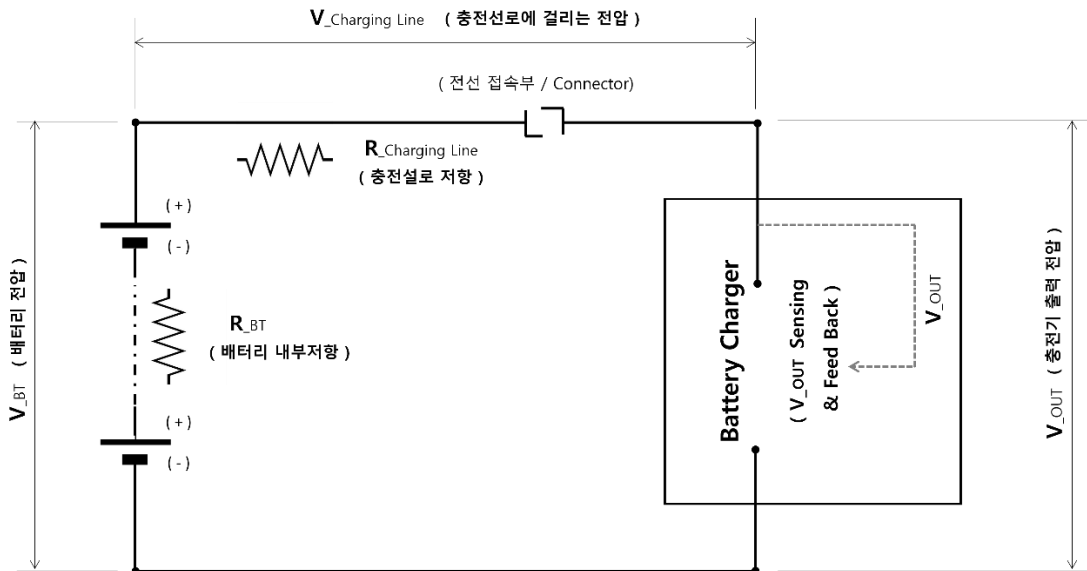 V_Charging Line ( 충전선로에 걸리는 전압 )
( 전선 접속부 / Connector)
R_Charging Line
( 충전설로 저항 )
( + )
( - )
R_BT
( 배터리 내부저항 )
( + )
( - )
V_BT ( 배터리 전압 )
Battery Charger
( V_OUT Sensing
& Feed Back )
V_OUT
V_OUT ( 충전기 출력 전압 )